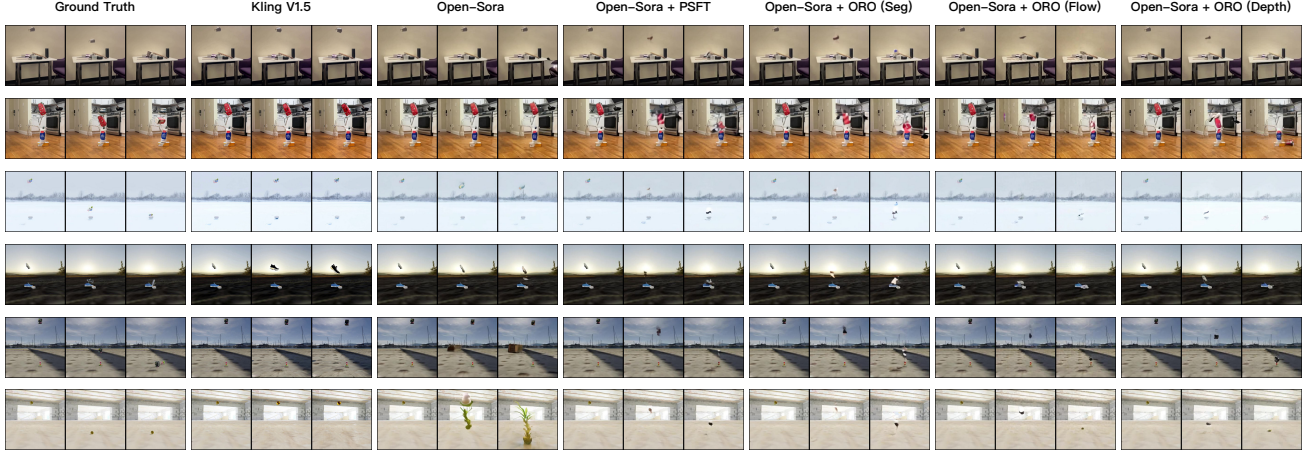 Ground Truth
Kling V1.5
Open-Sora
Open-Sora + PSFT
Open-Sora + ORO (Seg)
Open-Sora + ORO (Flow)
Open-Sora + ORO (Depth)